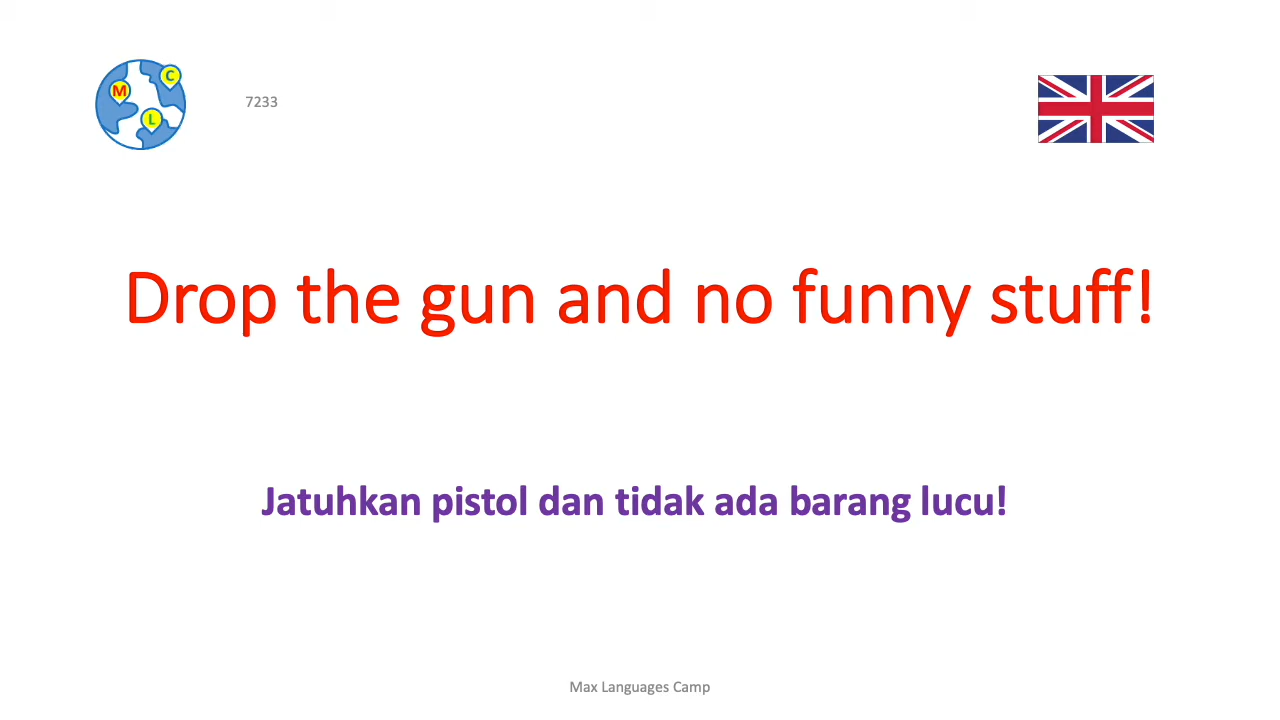 M
C
L
7233
Drop the gun and no funny stuff!
Jatuhkan pistol dan tidak ada barang lucu!
Max Languages Camp